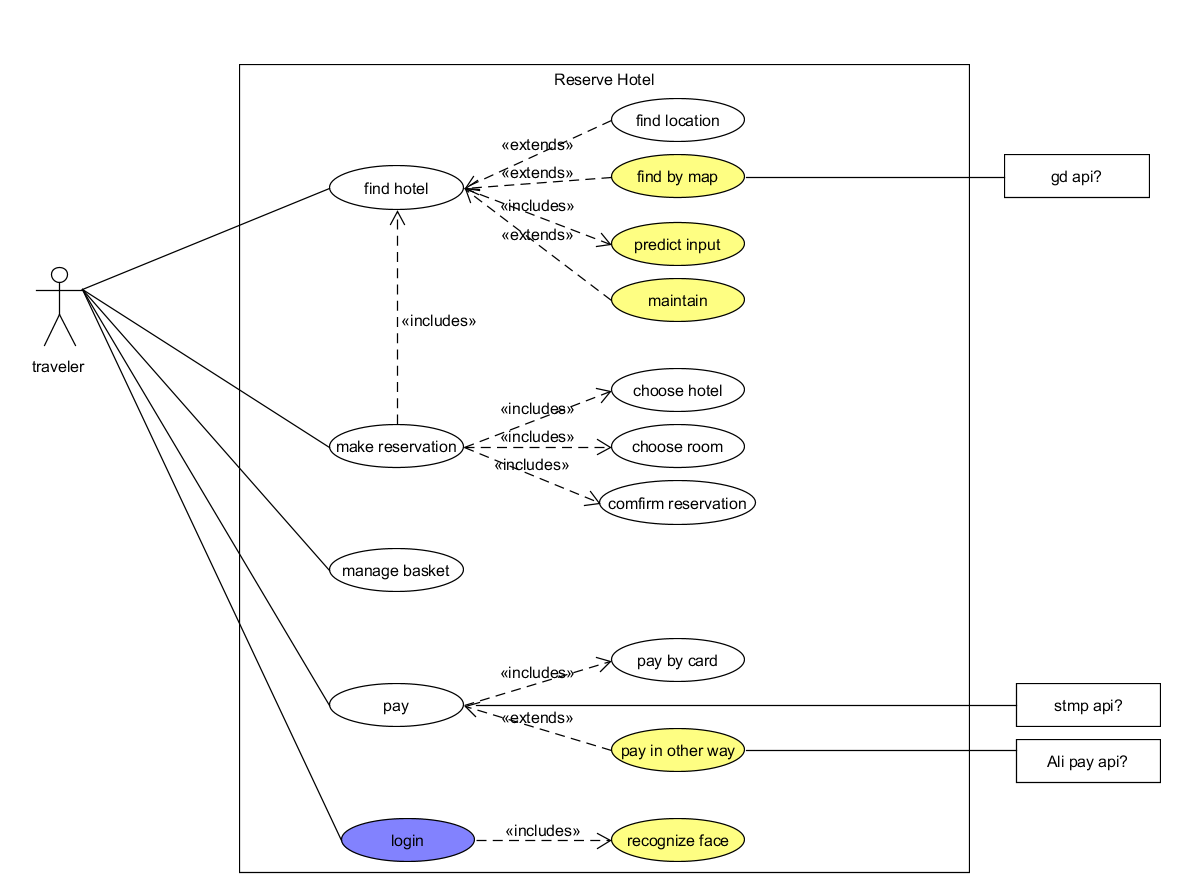 Reserve Hotel
find location
«extends»
find by map
«extends»
gd api?
find hotel
«includes»
predict input
«extends»
maintain
«includes»
traveler
choose hotel
«includes»
«includes»
choose room
make reservation
«includes»
comfirm reservation
manage basket
pay by card
«includes»
pay
stmp api?
«extends»
pay in other way
Ali pay api?
«includes»
login
recognize face